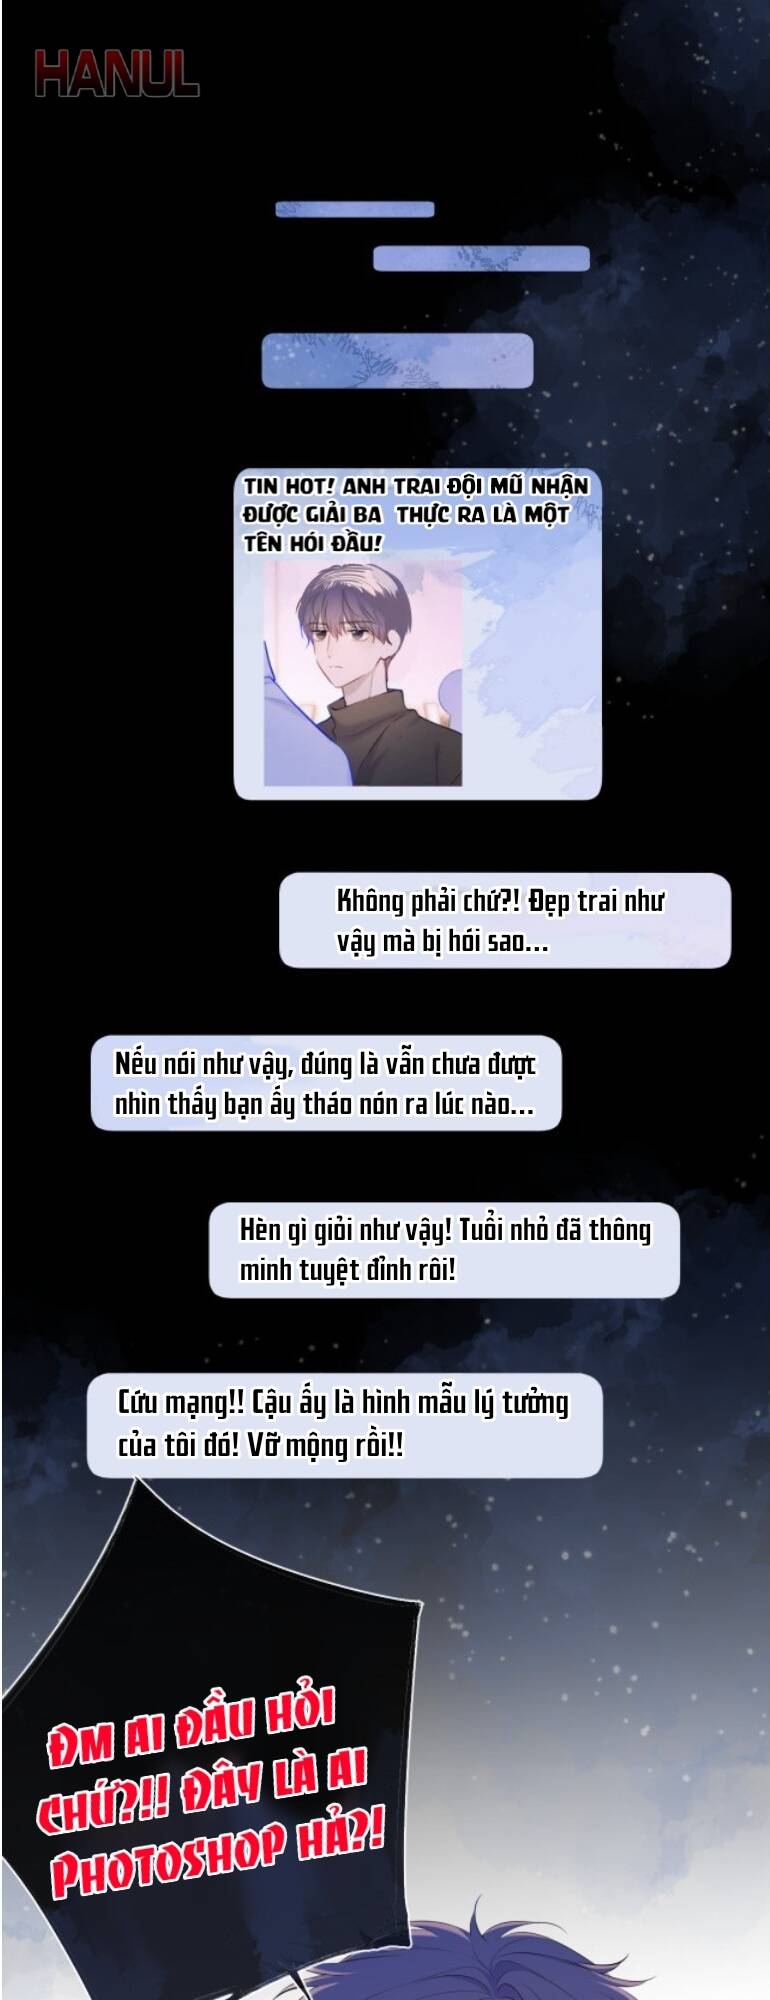 HANUL
TIN HOT! ANH TRAI ĐỘI MŨ NHẬN
ĐƯỢC GIẢI BA THỰC RA LÀ MỘT
TÊN HÓI ĐẦU!
Không phải chứ?! Đẹp trai như
vậy mà bị hói sao...
Nếu nói như vậy, đúng là vẫn chưa được
nhìn thấy bạn ấy tháo nón ra lúc nào...
Hèn gì giỏi như vậy! Tuổi nhỏ đã thông
minh tuyệt đỉnh rôi!
Cứu mạng!! Cậu ấy là hình mẫu lý tưởng
của tôi đó! Vỡ mộng rồi!!
ĐM AI ĐẦU HỎI
CHỨ?!! ĐÂY LÀ AI
PHOTOSHOP HẢ?!